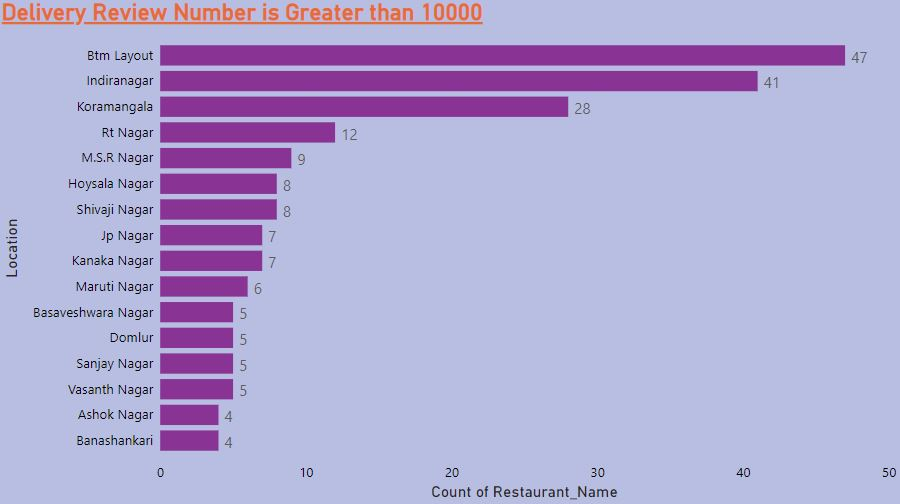 Delivery Review Number is Greater than 10000
Btm Layout 47
Indiranagar 41
Koramangala 28
Rt Nagar 12
M.S.R Nagar 9
Hoysala Nagar 8
Shivaji Nagar 8
Jp Nagar 7
Kanaka Nagar 7
Maruti Nagar 6
Basaveshwara Nagar 5
Domlur 5
Sanjay Nagar 5
Vasanth Nagar 5
Ashok Nagar 4
Banashankari 4
Location
0 10 20 30 40 50
Count of Restaurant_Name